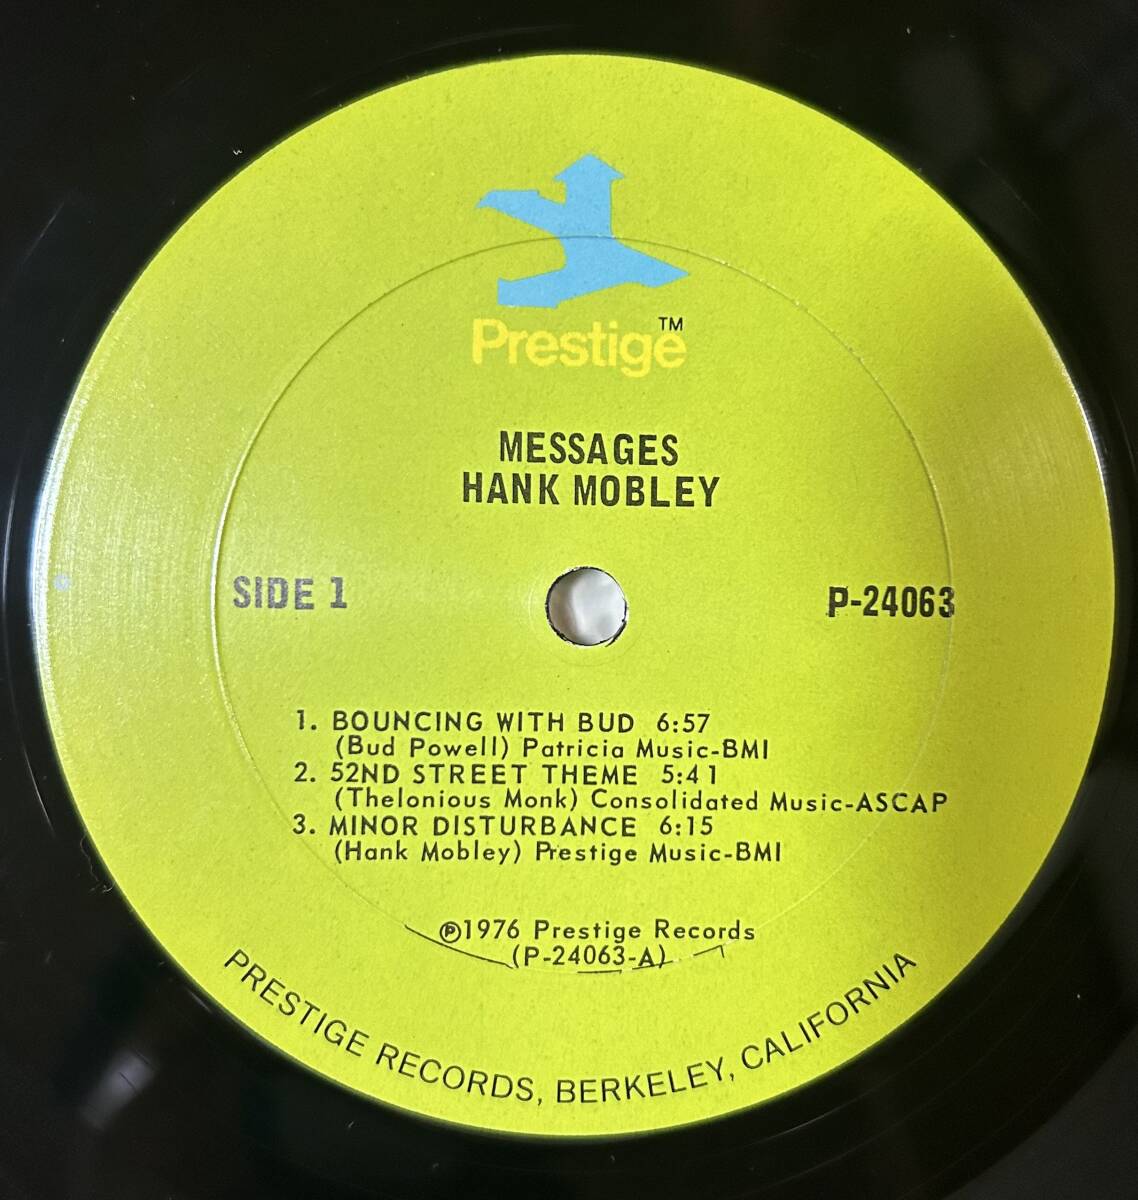 Prestige™
MESSAGES
HANK MOBLEY
SIDE 1
P-24063
1. BOUNCING WITH BUD 6:57
(Bud Powell) Patricia Music-BMI
2. 52ND STREET THEME 5:41
(Thelonious Monk) Consolidated Music-ASCAP
3. MINOR DISTURBANCE 6:15
(Hank Mobley) Prestige Music-BMI
℗1976 Prestige Records
(P-24063-A)
PRESTIGE RECORDS, BERKELEY, CALIFORNIA